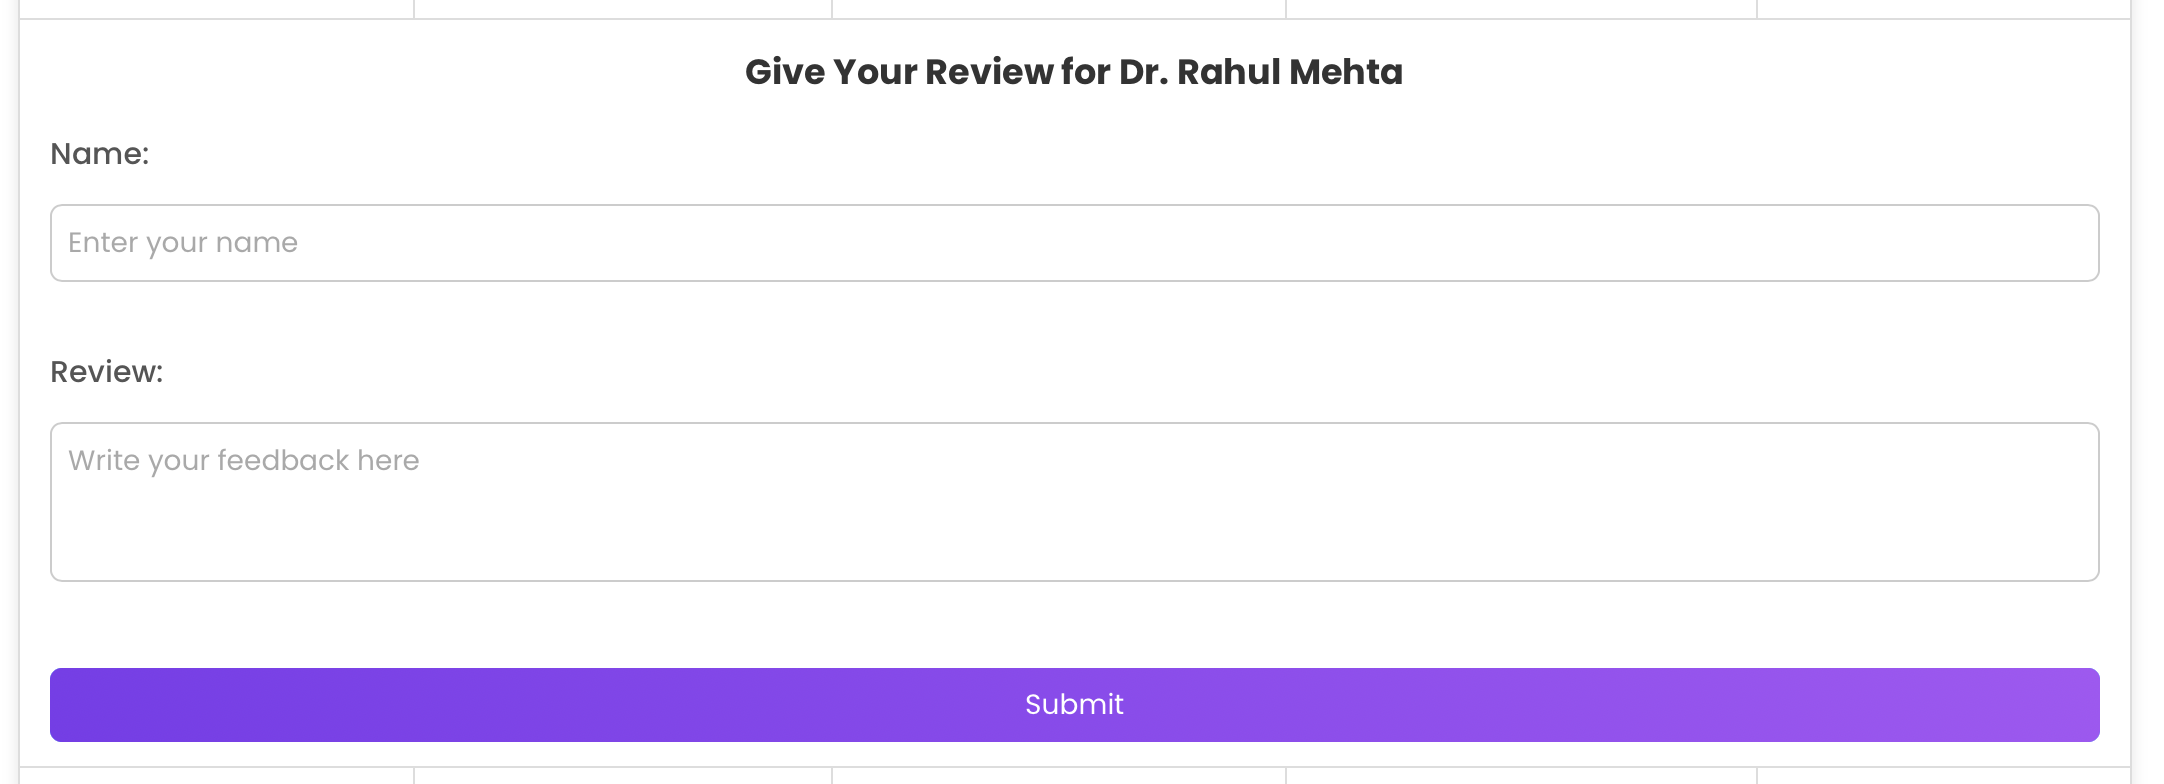 Give Your Review for Dr. Rahul Mehta
Name:
Enter your name
Review:
Write your feedback here
Submit